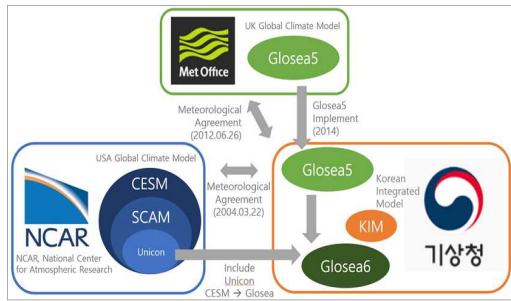 UK Global Climate Model
Met Office
Glosea5
Meteorological
Agreement
(2012.06.26)
Glosea5
Implement
(2014)
USA Global Climate Model
CESM
SCAM
Unicon
NCAR
NCAR, National Center
for Atmospheric Research
Meteorological
Agreement
(2004.03.22)
Glosea5
Korean
Integrated
Model
KIM
Glosea6
기상청
Include
Unicon
CESM → Glosea